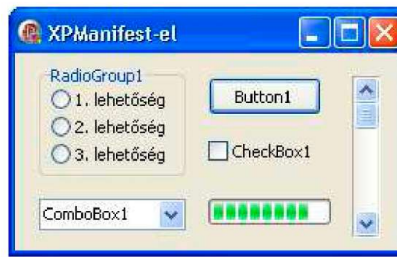 XPManifest-el
RadioGroup1
1. lehetőség
2. lehetőség
3. lehetőség
Button1
CheckBox1
ComboBox1